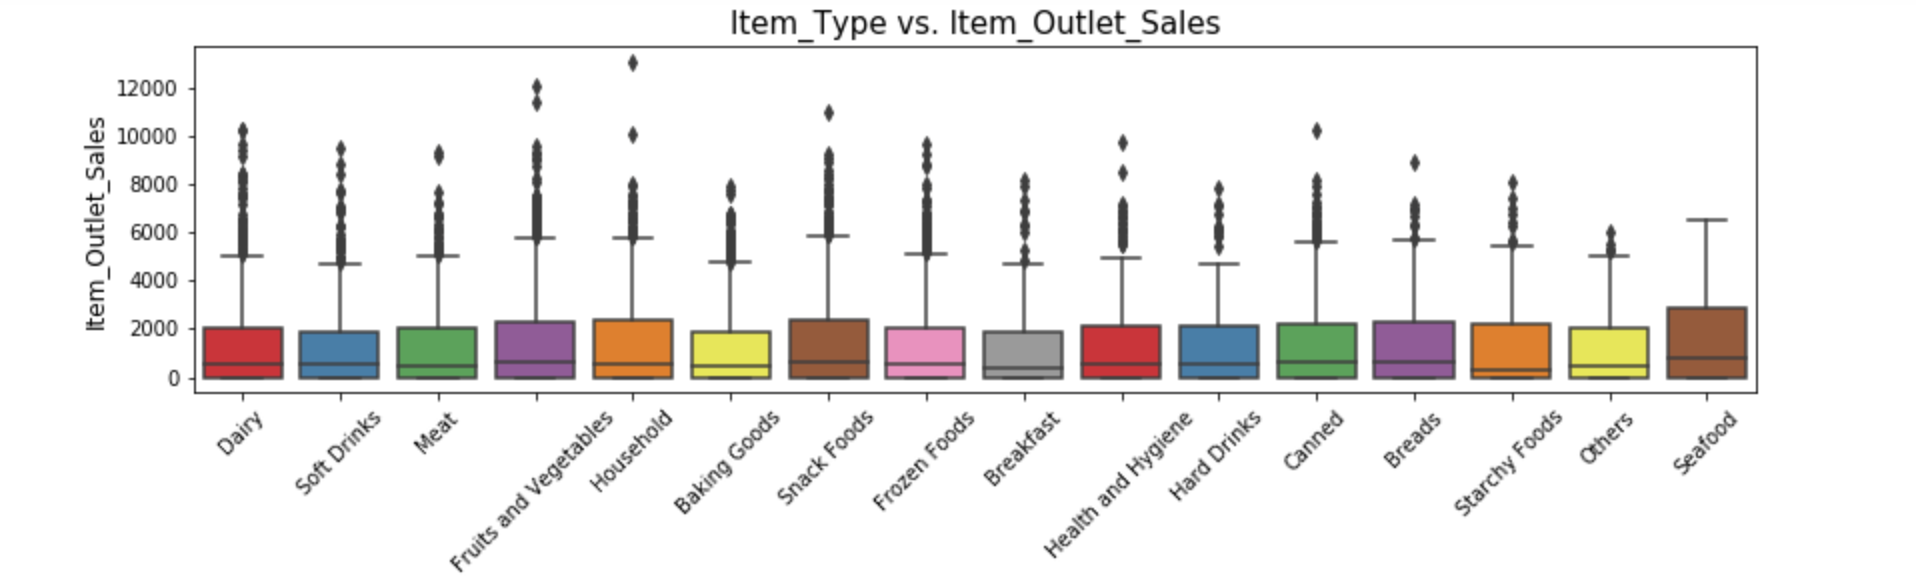 Item_Type vs. Item_Outlet_Sales
Item_Outlet_Sales
12000
10000
8000
6000
4000
2000
0
Dairy
Soft Drinks
Meat
Fruits and Vegetables
Household
Baking Goods
Snack Foods
Frozen Foods
Breakfast
Health and Hygiene
Hard Drinks
Canned
Breads
Starchy Foods
Others
Seafood